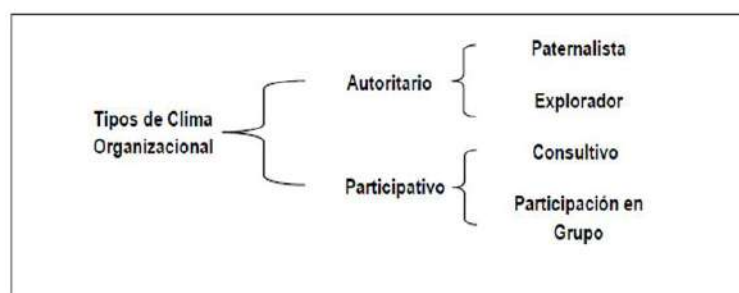 Paternalista
Autoritario
Explorador
Tipos de Clima
Organizacional
Consultivo
Participativo
Participación en
Grupo